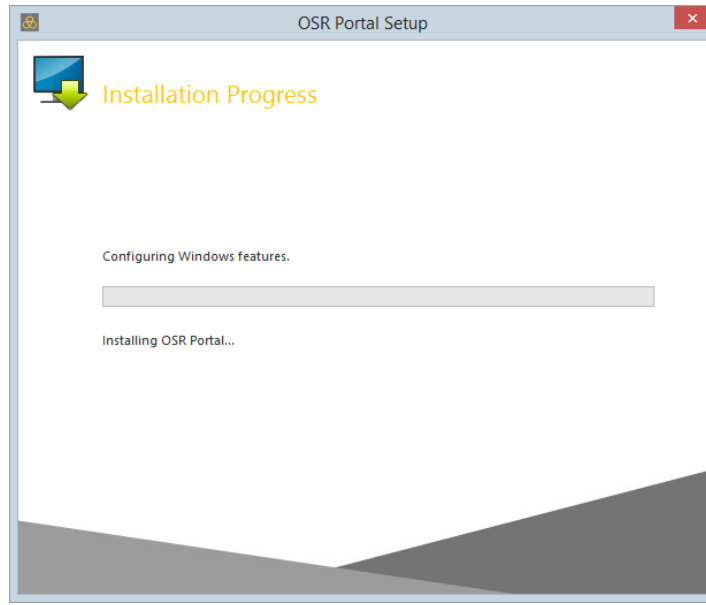 OSR Portal Setup
Installation Progress
Configuring Windows features.
Installing OSR Portal...